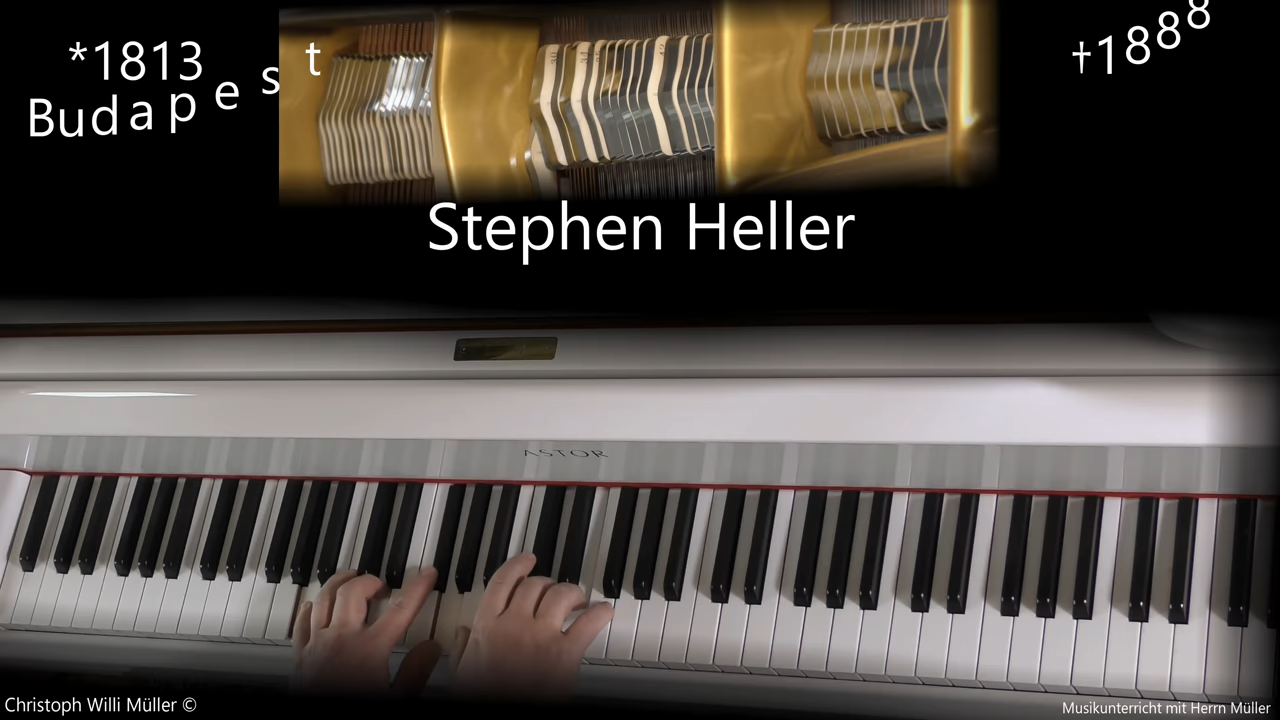 *1813
Budapest
†1888
Stephen Heller
ASTOR
Christoph Willi Müller ©
Musikunterricht mit Herrn Müller